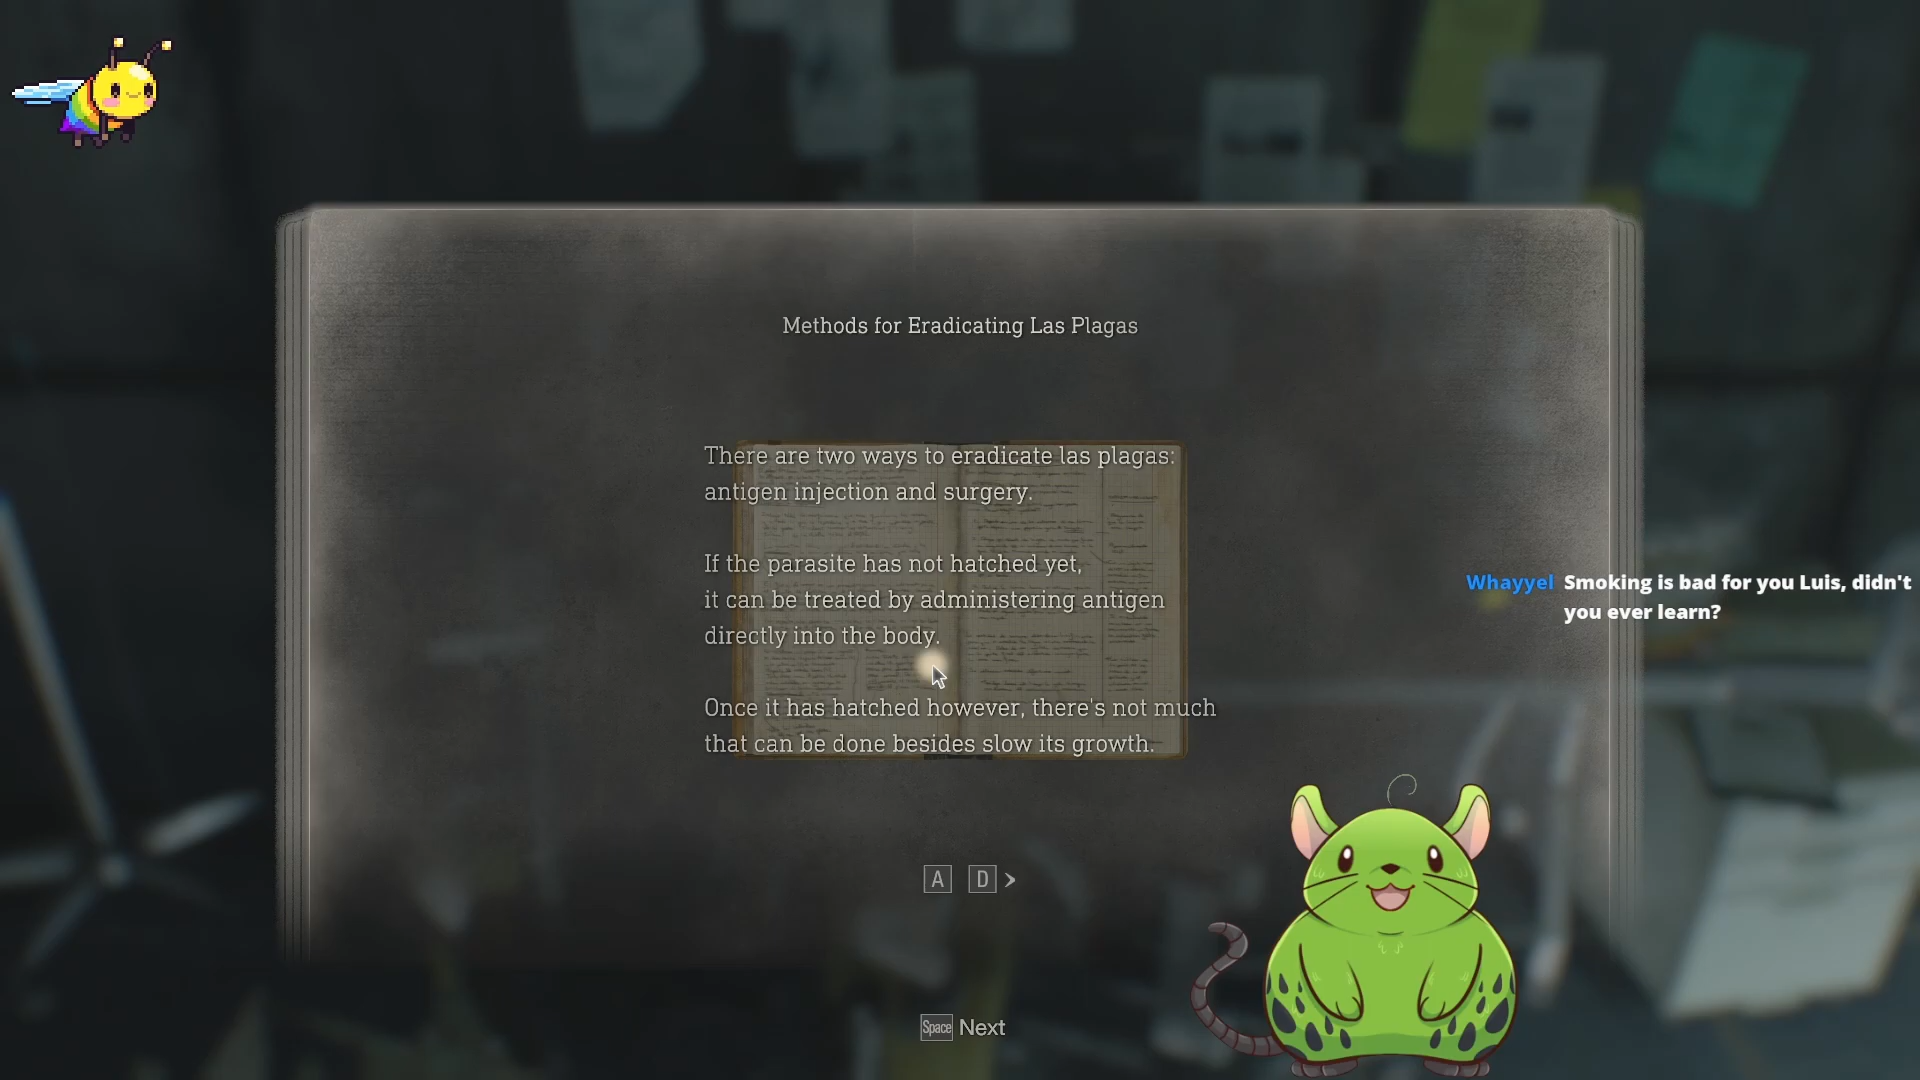 Methods for Eradicating Las Plagas
There are two ways to eradicate las plagas:
antigen injection and surgery.
If the parasite has not hatched yet,
it can be treated by administering antigen
directly into the body.
Once it has hatched however, there's not much
that can be done besides slow its growth.
A D >
Space Next
Whayyel Smoking is bad for you Luis, didn't
you ever learn?